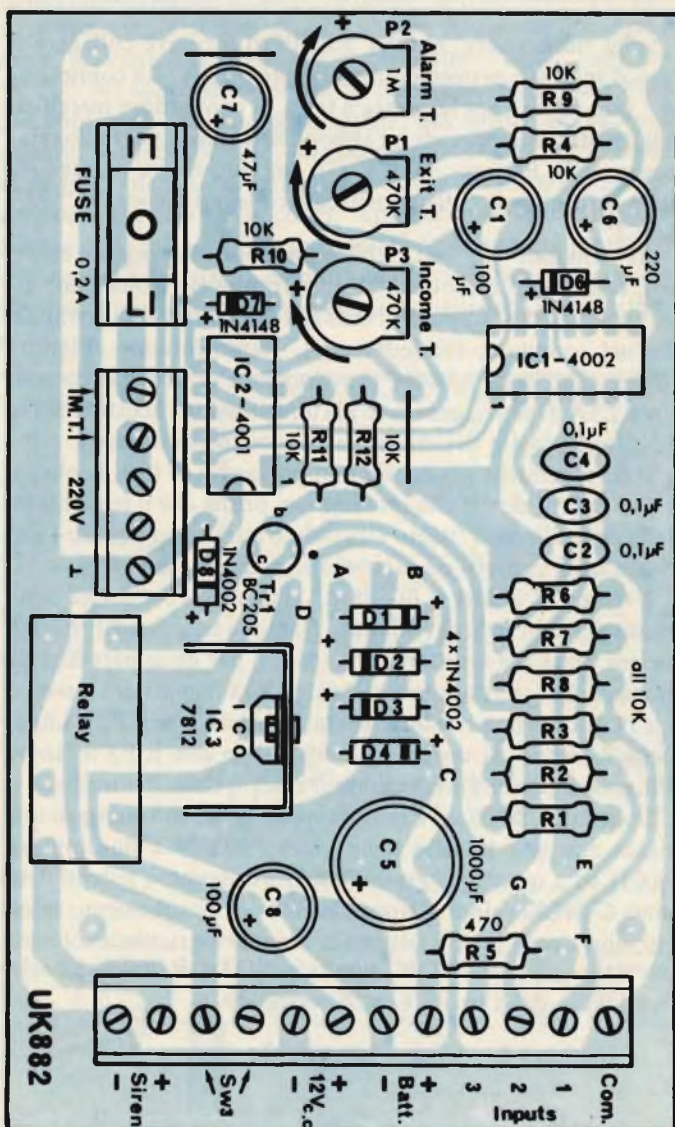 P2
1M
Alarm T.
+
C7
+
47µF
10K
R9
R4
10K
P1
470K
Exit T.
+
FUSE 0,2A
C1
+
100 µF
C6
+
220 µF
10K
R10
P3
470K
Income T.
+
D7
+
1N4148
D6
+
1N4148
IC2-4001
1
IC1-4002
1
R11
10K
R12
10K
M.T.
220V
⊥
0,1µF
C4
C3
0,1µF
C2
0,1µF
b
c
e
Tr1
BC205
D8
1N4002
+
A
B
D
D1
+
D2
+
D3
+
D4
+
4x1N4002
C
R6
R7
R8
R3
R2
R1
all 10K
Relay
I C O
IC3
7812
C5
+
1000µF
C8
+
100µF
E
G
F
470
R5
UK882
- Siren +
Sw3
- 12Vc.c +
- Batt. +
3
2
1
Inputs
Com.